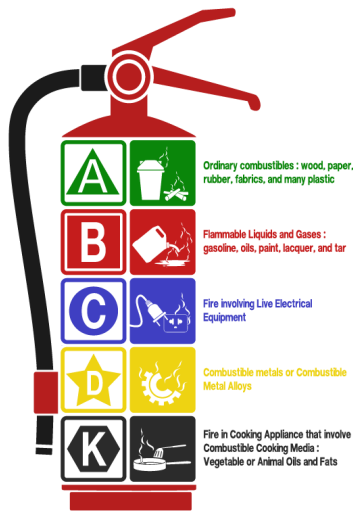 A
Ordinary combustibles : wood, paper,
rubber, fabrics, and many plastic
B
Flammable Liquids and Gases :
gasoline, oils, paint, lacquer, and tar
C
Fire involving Live Electrical
Equipment
D
Combustible metals or Combustible
Metal Alloys
K
Fire in Cooking Appliance that involve
Combustible Cooking Media :
Vegetable or Animal Oils and Fats